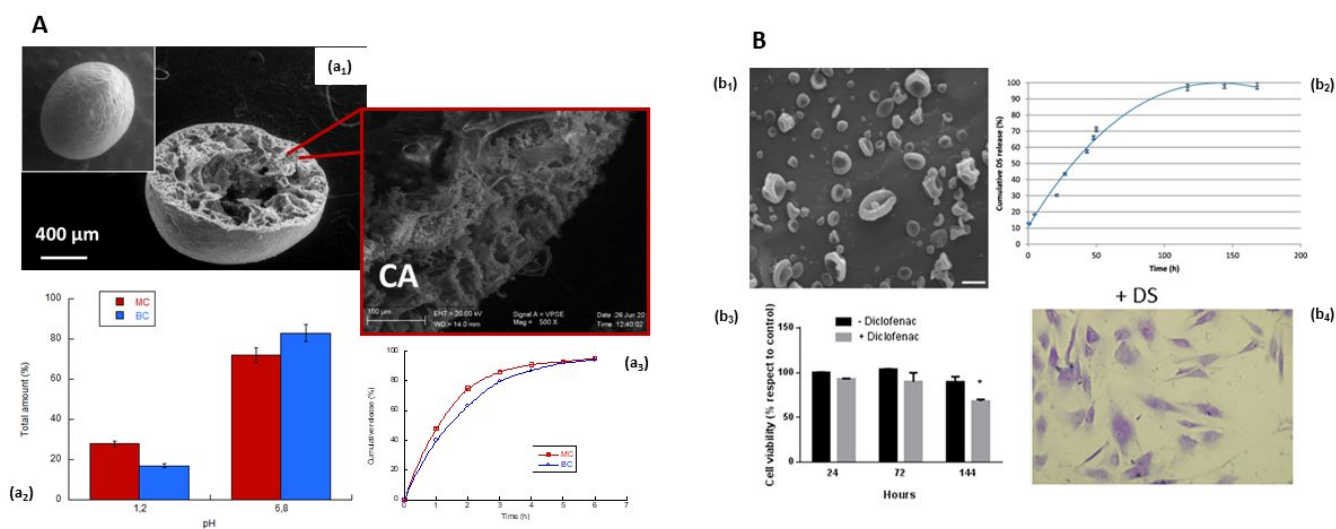 A
(a₁)
400 µm
CA
100 µm
EHT = 20.00 kV
WD = 14.0 mm
Signal A = VPSE
Mag = 500 X
Time :12:40:02
MC
BC
100
80
60
40
20
0
Total amount (%)
1,2
6,8
pH
(a₂)
(a₃)
100
80
60
40
20
0
Cumulative release (%)
MC
BC
0 1 2 3 4 5 6 7
Time (h)
B
(b₁)
(b₂)
100
90
80
70
60
50
40
30
20
10
0
Cumulative DS release (%)
0 50 100 150 200
Time (h)
(b₃)
- Diclofenac
+ Diclofenac
150
100
50
0
Cell viability (% respect to control)
*
24 72 144
Hours
+ DS
(b₄)